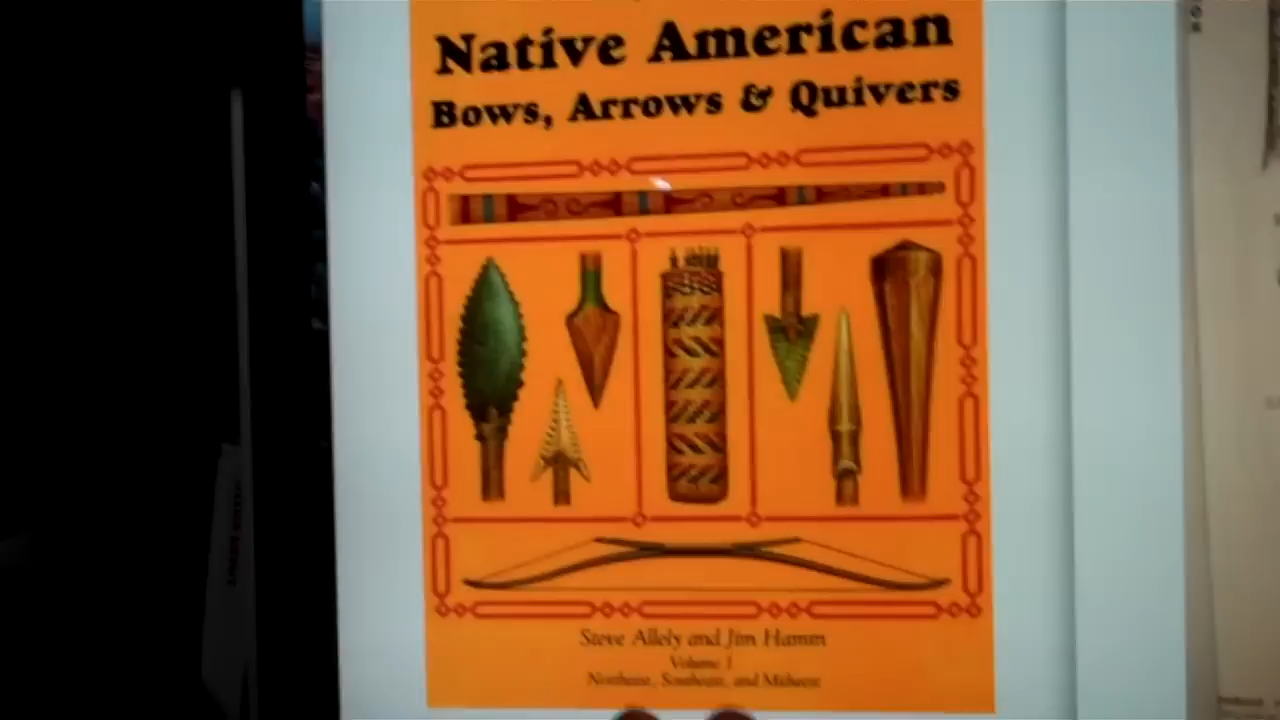 Native American
Bows, Arrows & Quivers
Steve Allely and Jim Hamm
Volume 1
Northeast, Southeast, and Midwest